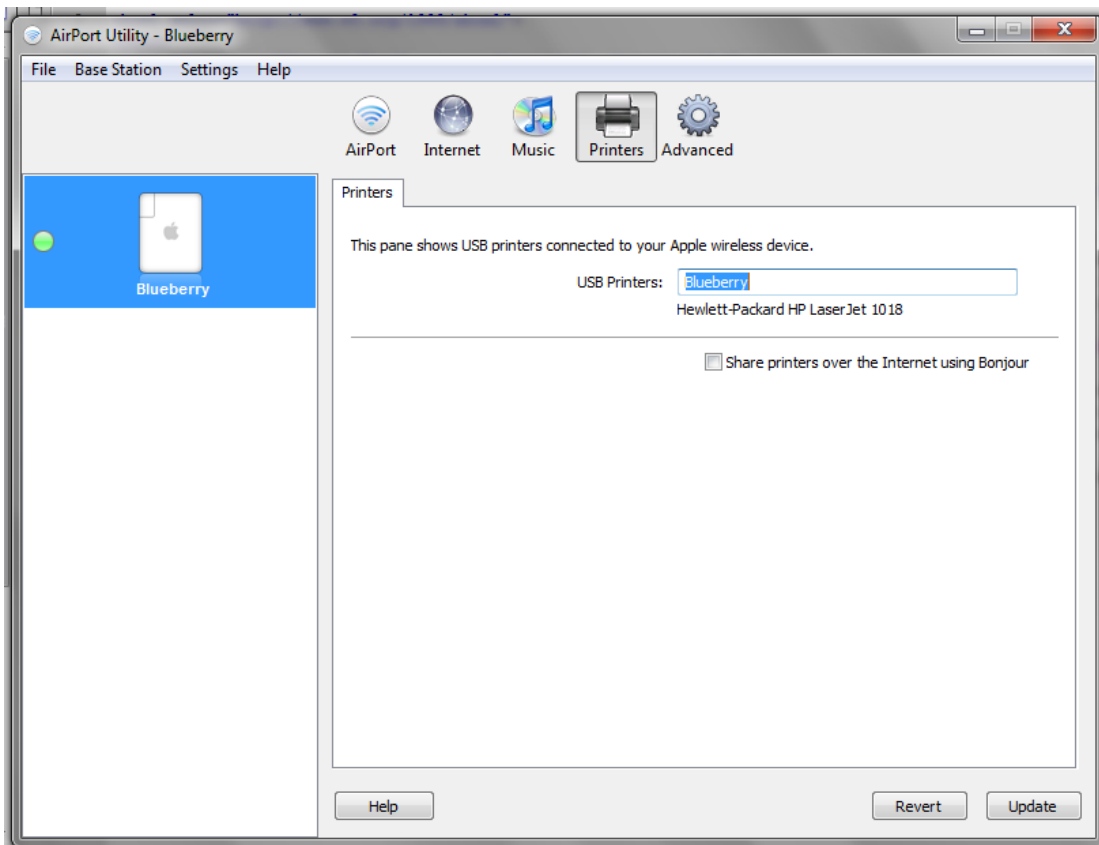 AirPort Utility - Blueberry
File Base Station Settings Help
AirPort Internet Music Printers Advanced
Blueberry
Printers
This pane shows USB printers connected to your Apple wireless device.
USB Printers: Blueberry
Hewlett-Packard HP LaserJet 1018
Share printers over the Internet using Bonjour
Help Revert Update